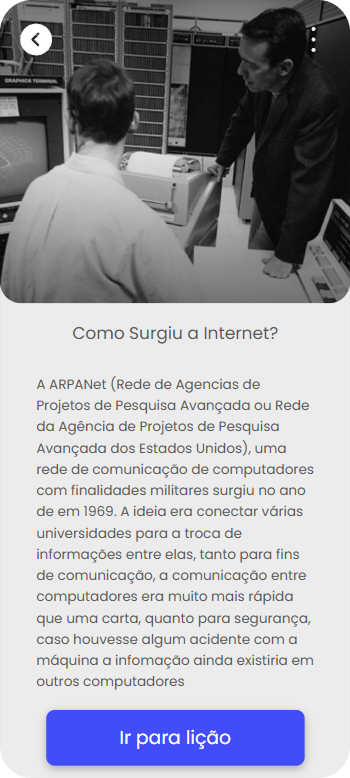 GRAPHICS TERMINAL
Como Surgiu a Internet?
A ARPANet (Rede de Agencias de
Projetos de Pesquisa Avançada ou Rede
da Agência de Projetos de Pesquisa
Avançada dos Estados Unidos), uma
rede de comunicação de computadores
com finalidades militares surgiu no ano
de em 1969. A ideia era conectar várias
universidades para a troca de
informações entre elas, tanto para fins
de comunicação, a comunicação entre
computadores era muito mais rápida
que uma carta, quanto para segurança,
caso houvesse algum acidente com a
máquina a infomação ainda existiria em
outros computadores
Ir para lição